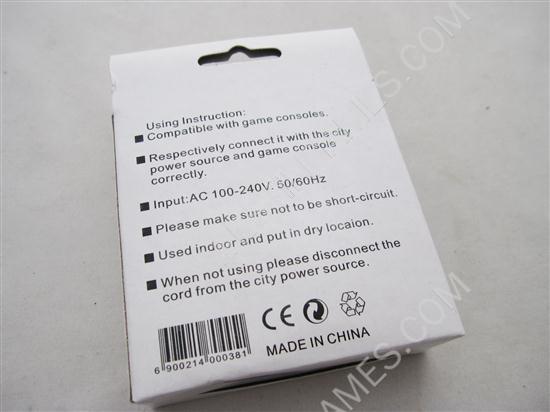 Using Instruction:
Compatible with game consoles.
Respectively connect it with the city
power source and game console
correctly.
Input:AC 100-240V. 50/60Hz
Please make sure not to be short-circuit.
Used indoor and put in dry locaion.
When not using please disconnect the
cord from the city power source.
6 900214 000381
CE
MADE IN CHINA